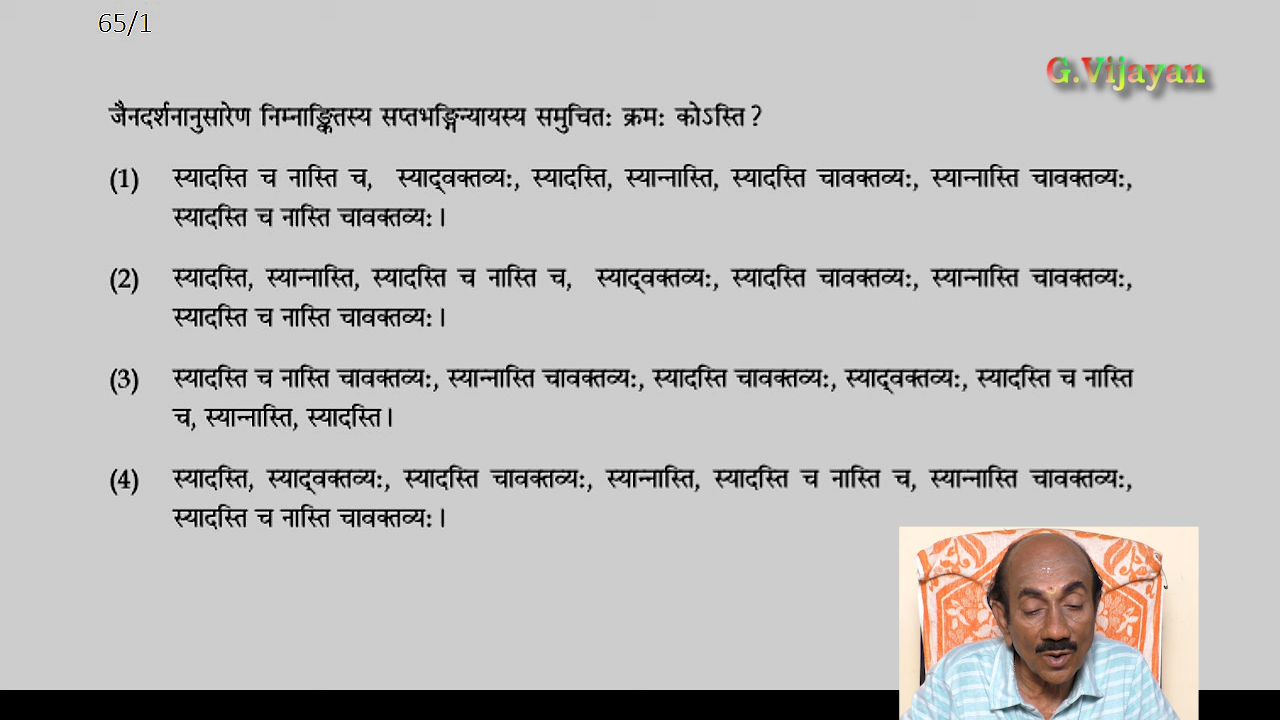 65/1
G.Vijayan
जैनदर्शनानुसारेण निम्नाङ्कितस्य सप्तभङ्गिन्यायस्य समुचितः क्रमः कोऽस्ति ?
(1) स्यादस्ति च नास्ति च, स्याद्वक्तव्यः, स्यादस्ति, स्यान्नास्ति, स्यादस्ति चावक्तव्यः, स्यान्नास्ति चावक्तव्यः,
स्यादस्ति च नास्ति चावक्तव्यः।
(2) स्यादस्ति, स्यान्नास्ति, स्यादस्ति च नास्ति च, स्याद्वक्तव्यः, स्यादस्ति चावक्तव्यः, स्यान्नास्ति चावक्तव्यः,
स्यादस्ति च नास्ति चावक्तव्यः।
(3) स्यादस्ति च नास्ति चावक्तव्यः, स्यान्नास्ति चावक्तव्यः, स्यादस्ति चावक्तव्यः, स्याद्वक्तव्यः, स्यादस्ति च नास्ति
च, स्यान्नास्ति, स्यादस्ति।
(4) स्यादस्ति, स्याद्वक्तव्यः, स्यादस्ति चावक्तव्यः, स्यान्नास्ति, स्यादस्ति च नास्ति च, स्यान्नास्ति चावक्तव्यः,
स्यादस्ति च नास्ति चावक्तव्यः।